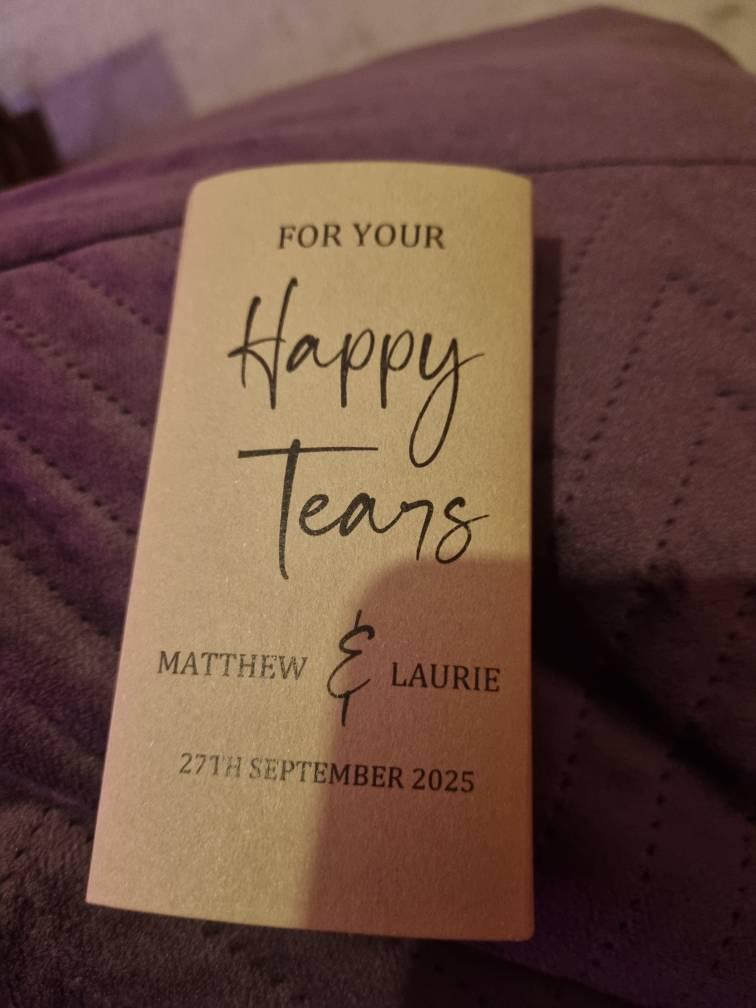 FOR YOUR
Happy
Tears
MATTHEW & LAURIE
27TH SEPTEMBER 2025